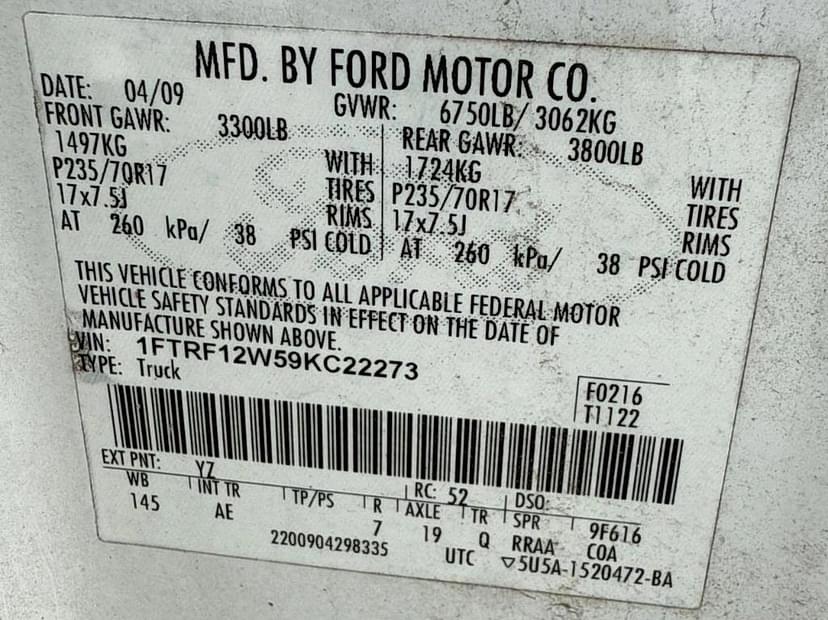 MFD. BY FORD MOTOR CO.
DATE: 04/09 GVWR: 6750LB/ 3062KG
FRONT GAWR: 3300LB REAR GAWR: 3800LB
1497KG WITH 1724KG WITH
P235/70R17 TIRES P235/70R17 TIRES
17x7.5J RIMS 17x7.5J RIMS
AT 260 kPa/ 38 PSI COLD AT 260 kPa/ 38 PSI COLD
THIS VEHICLE CONFORMS TO ALL APPLICABLE FEDERAL MOTOR
VEHICLE SAFETY STANDARDS IN EFFECT ON THE DATE OF
MANUFACTURE SHOWN ABOVE.
VIN: 1FTRF12W59KC22273
TYPE: Truck
F0216
T1122
EXT PNT: YZ RC: 52 DSO:
WB INT TR TP/PS R AXLE TR SPR 9F616
145 AE 7 19 Q RRAA COA
2200904298335 UTC ▽5U5A-1520472-BA